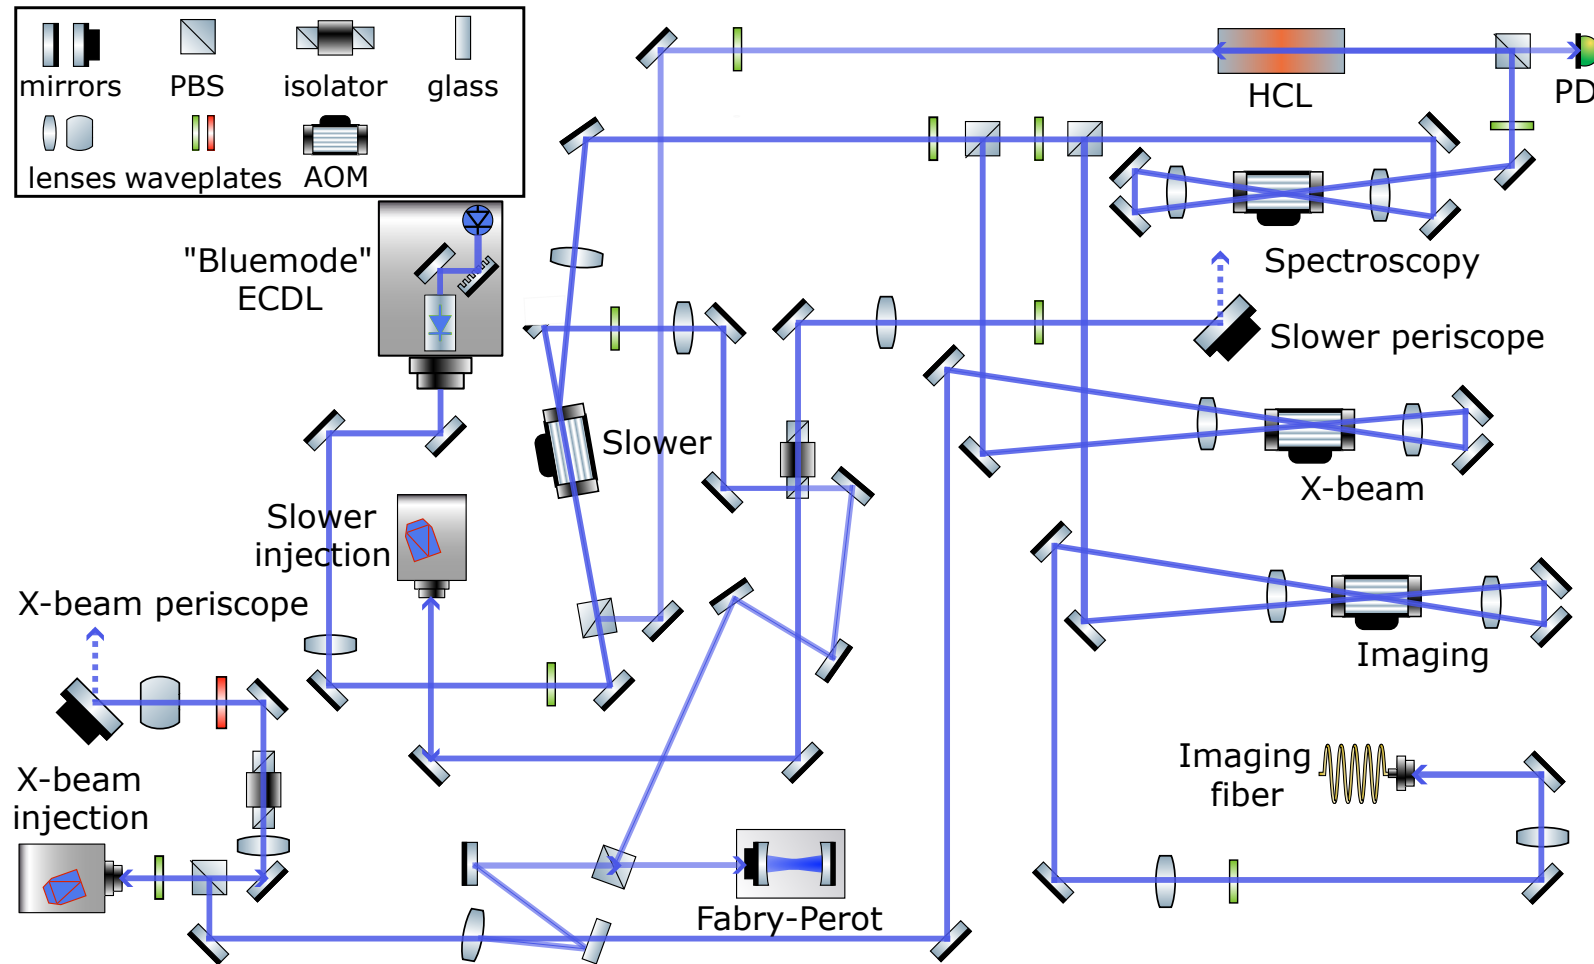 mirrors
PBS
isolator
glass
lenses
waveplates
AOM
HCL
PD
"Bluemode"
ECDL
Spectroscopy
Slower periscope
Slower
X-beam
Slower
injection
X-beam periscope
Imaging
X-beam
injection
Imaging
fiber
Fabry-Perot